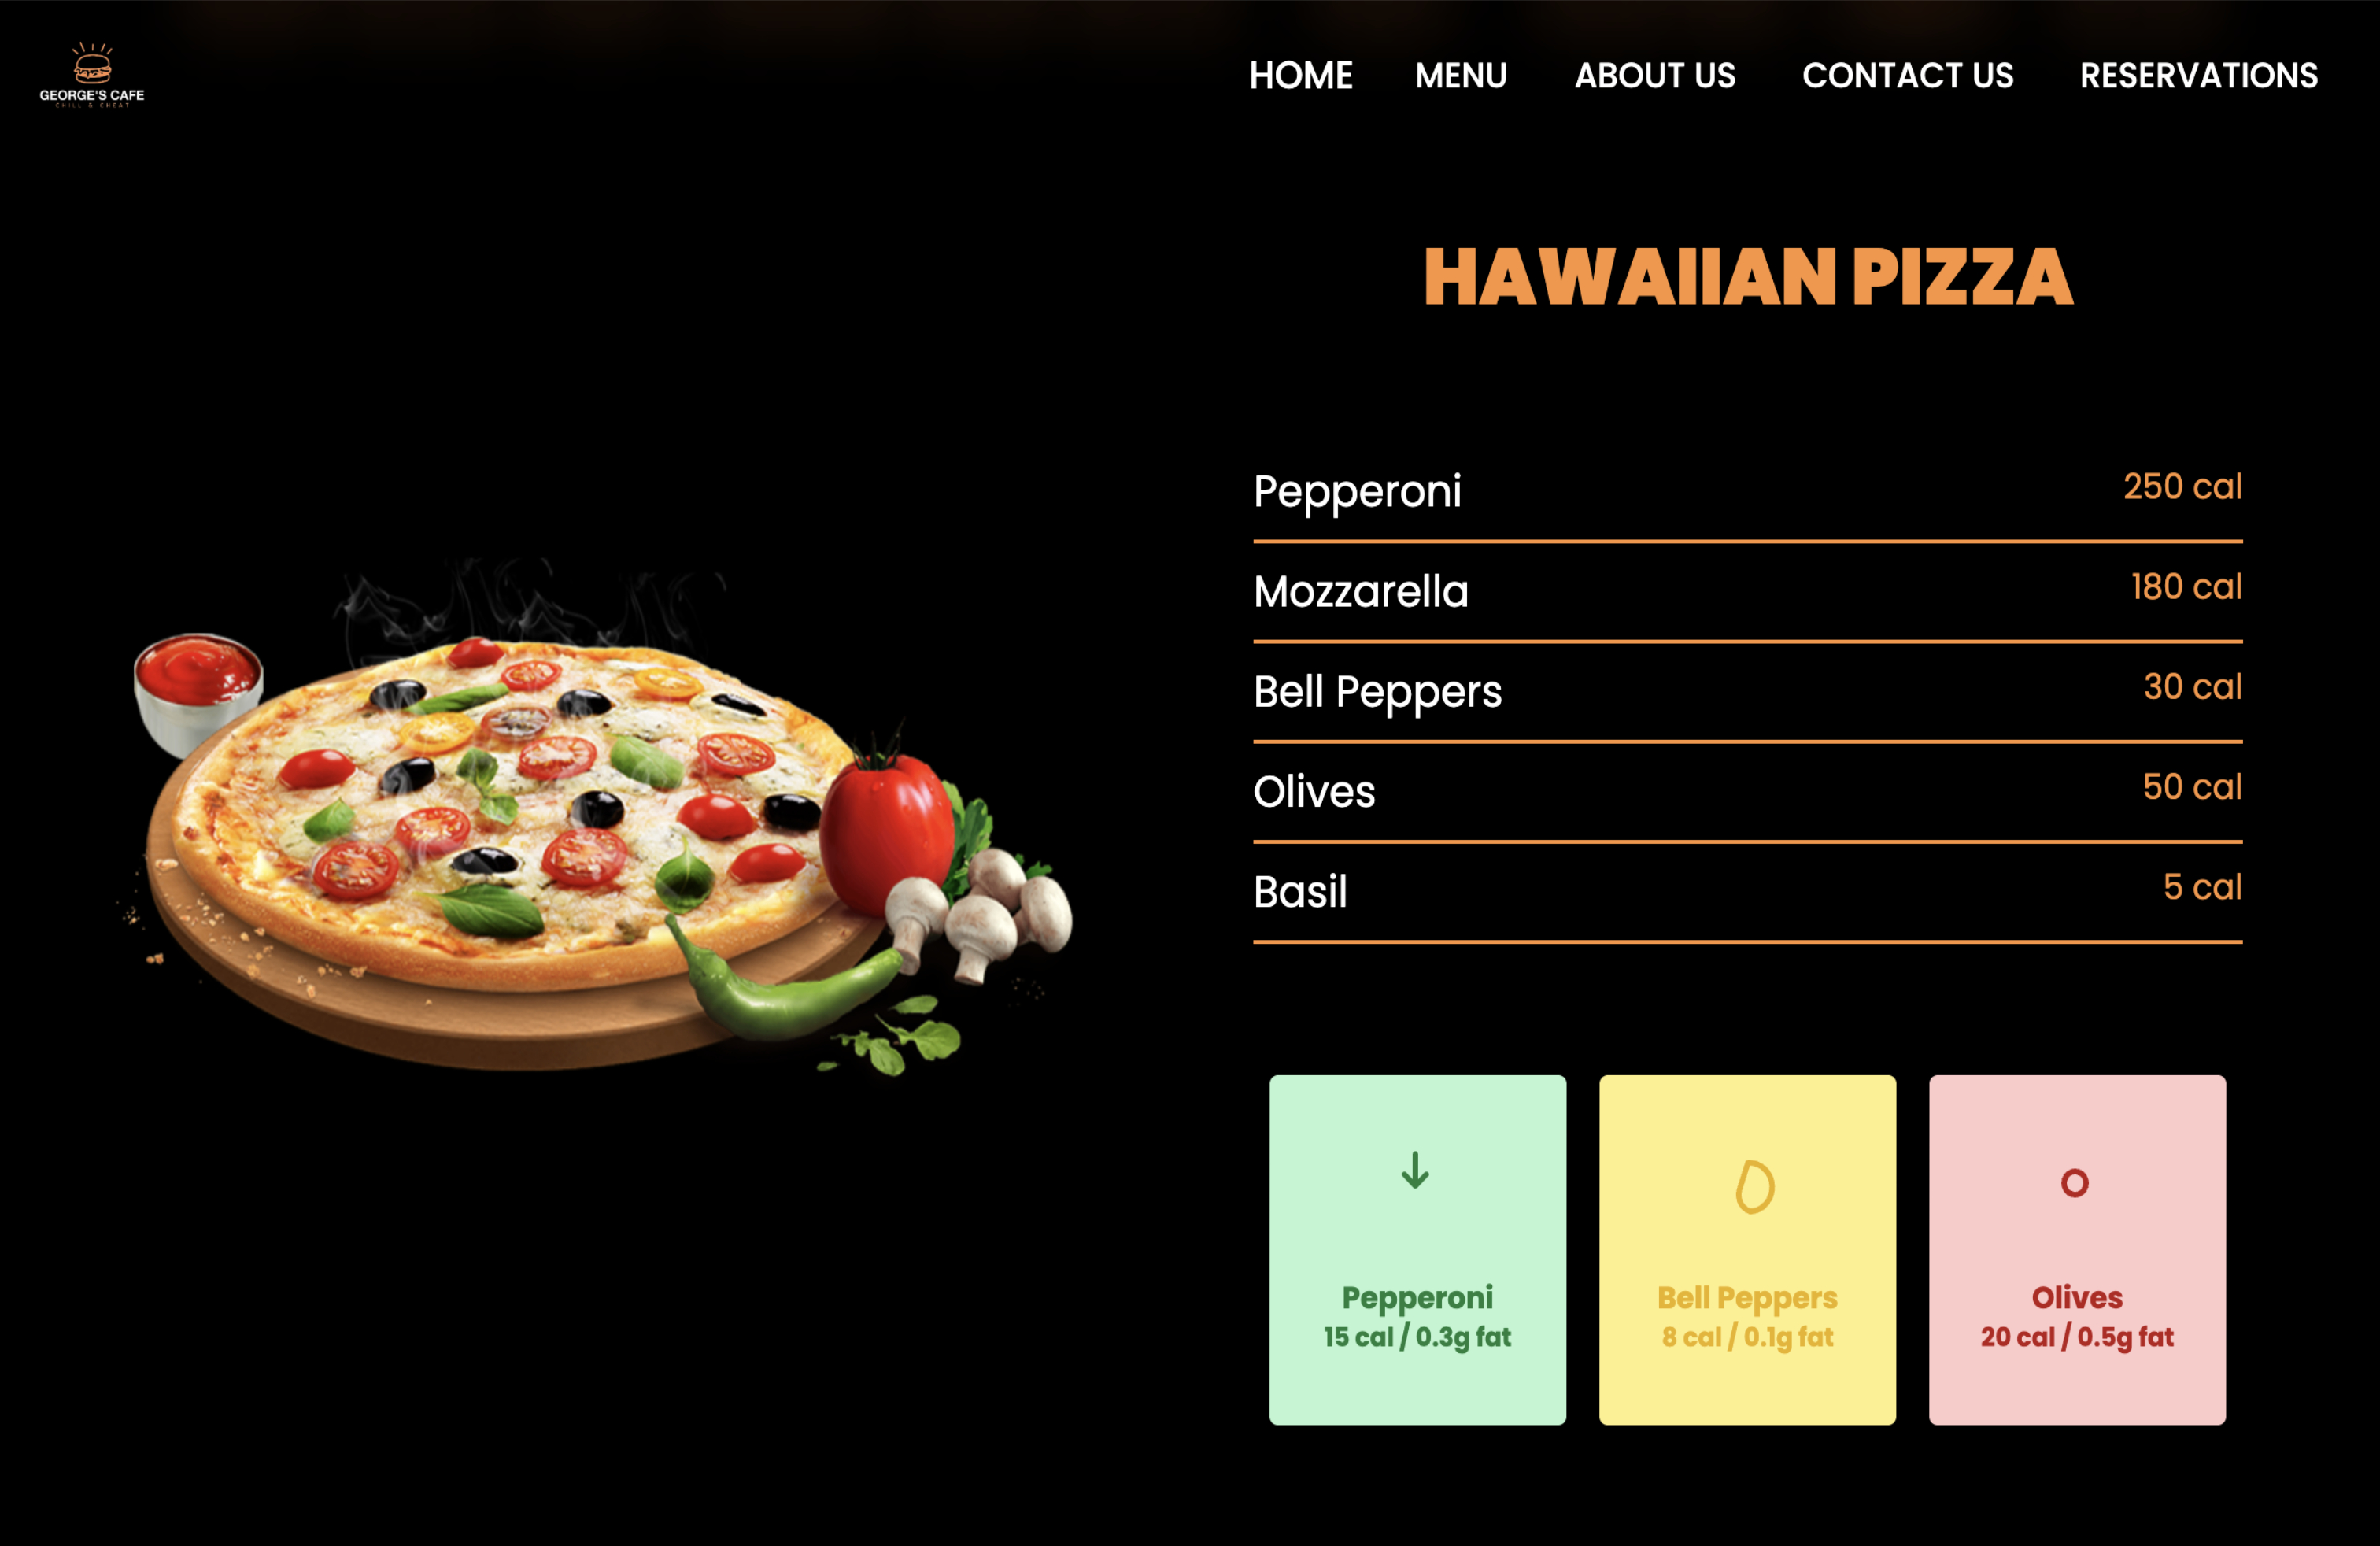 GEORGE'S CAFE
CHILL & CHEAT
HOME MENU ABOUT US CONTACT US RESERVATIONS
HAWAIIAN PIZZA
Pepperoni 250 cal
Mozzarella 180 cal
Bell Peppers 30 cal
Olives 50 cal
Basil 5 cal
Pepperoni
15 cal / 0.3g fat
Bell Peppers
8 cal / 0.1g fat
Olives
20 cal / 0.5g fat